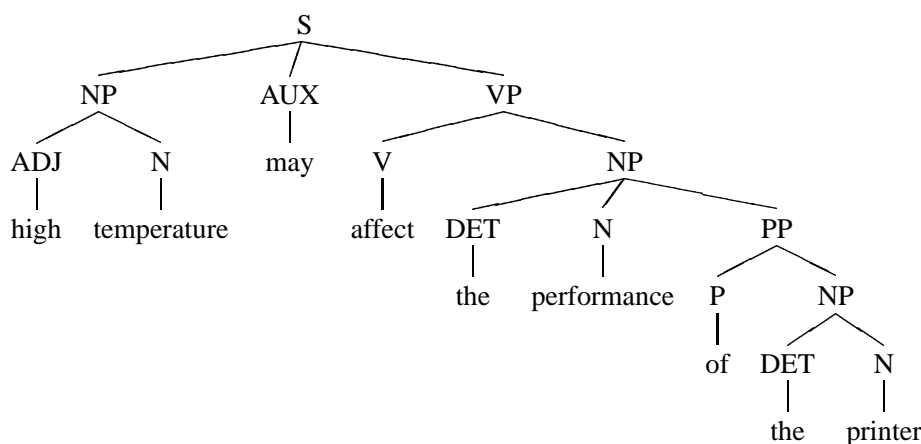 S
NP AUX VP
ADJ N may V NP
high temperature affect DET N PP
the performance P NP
of DET N
the printer